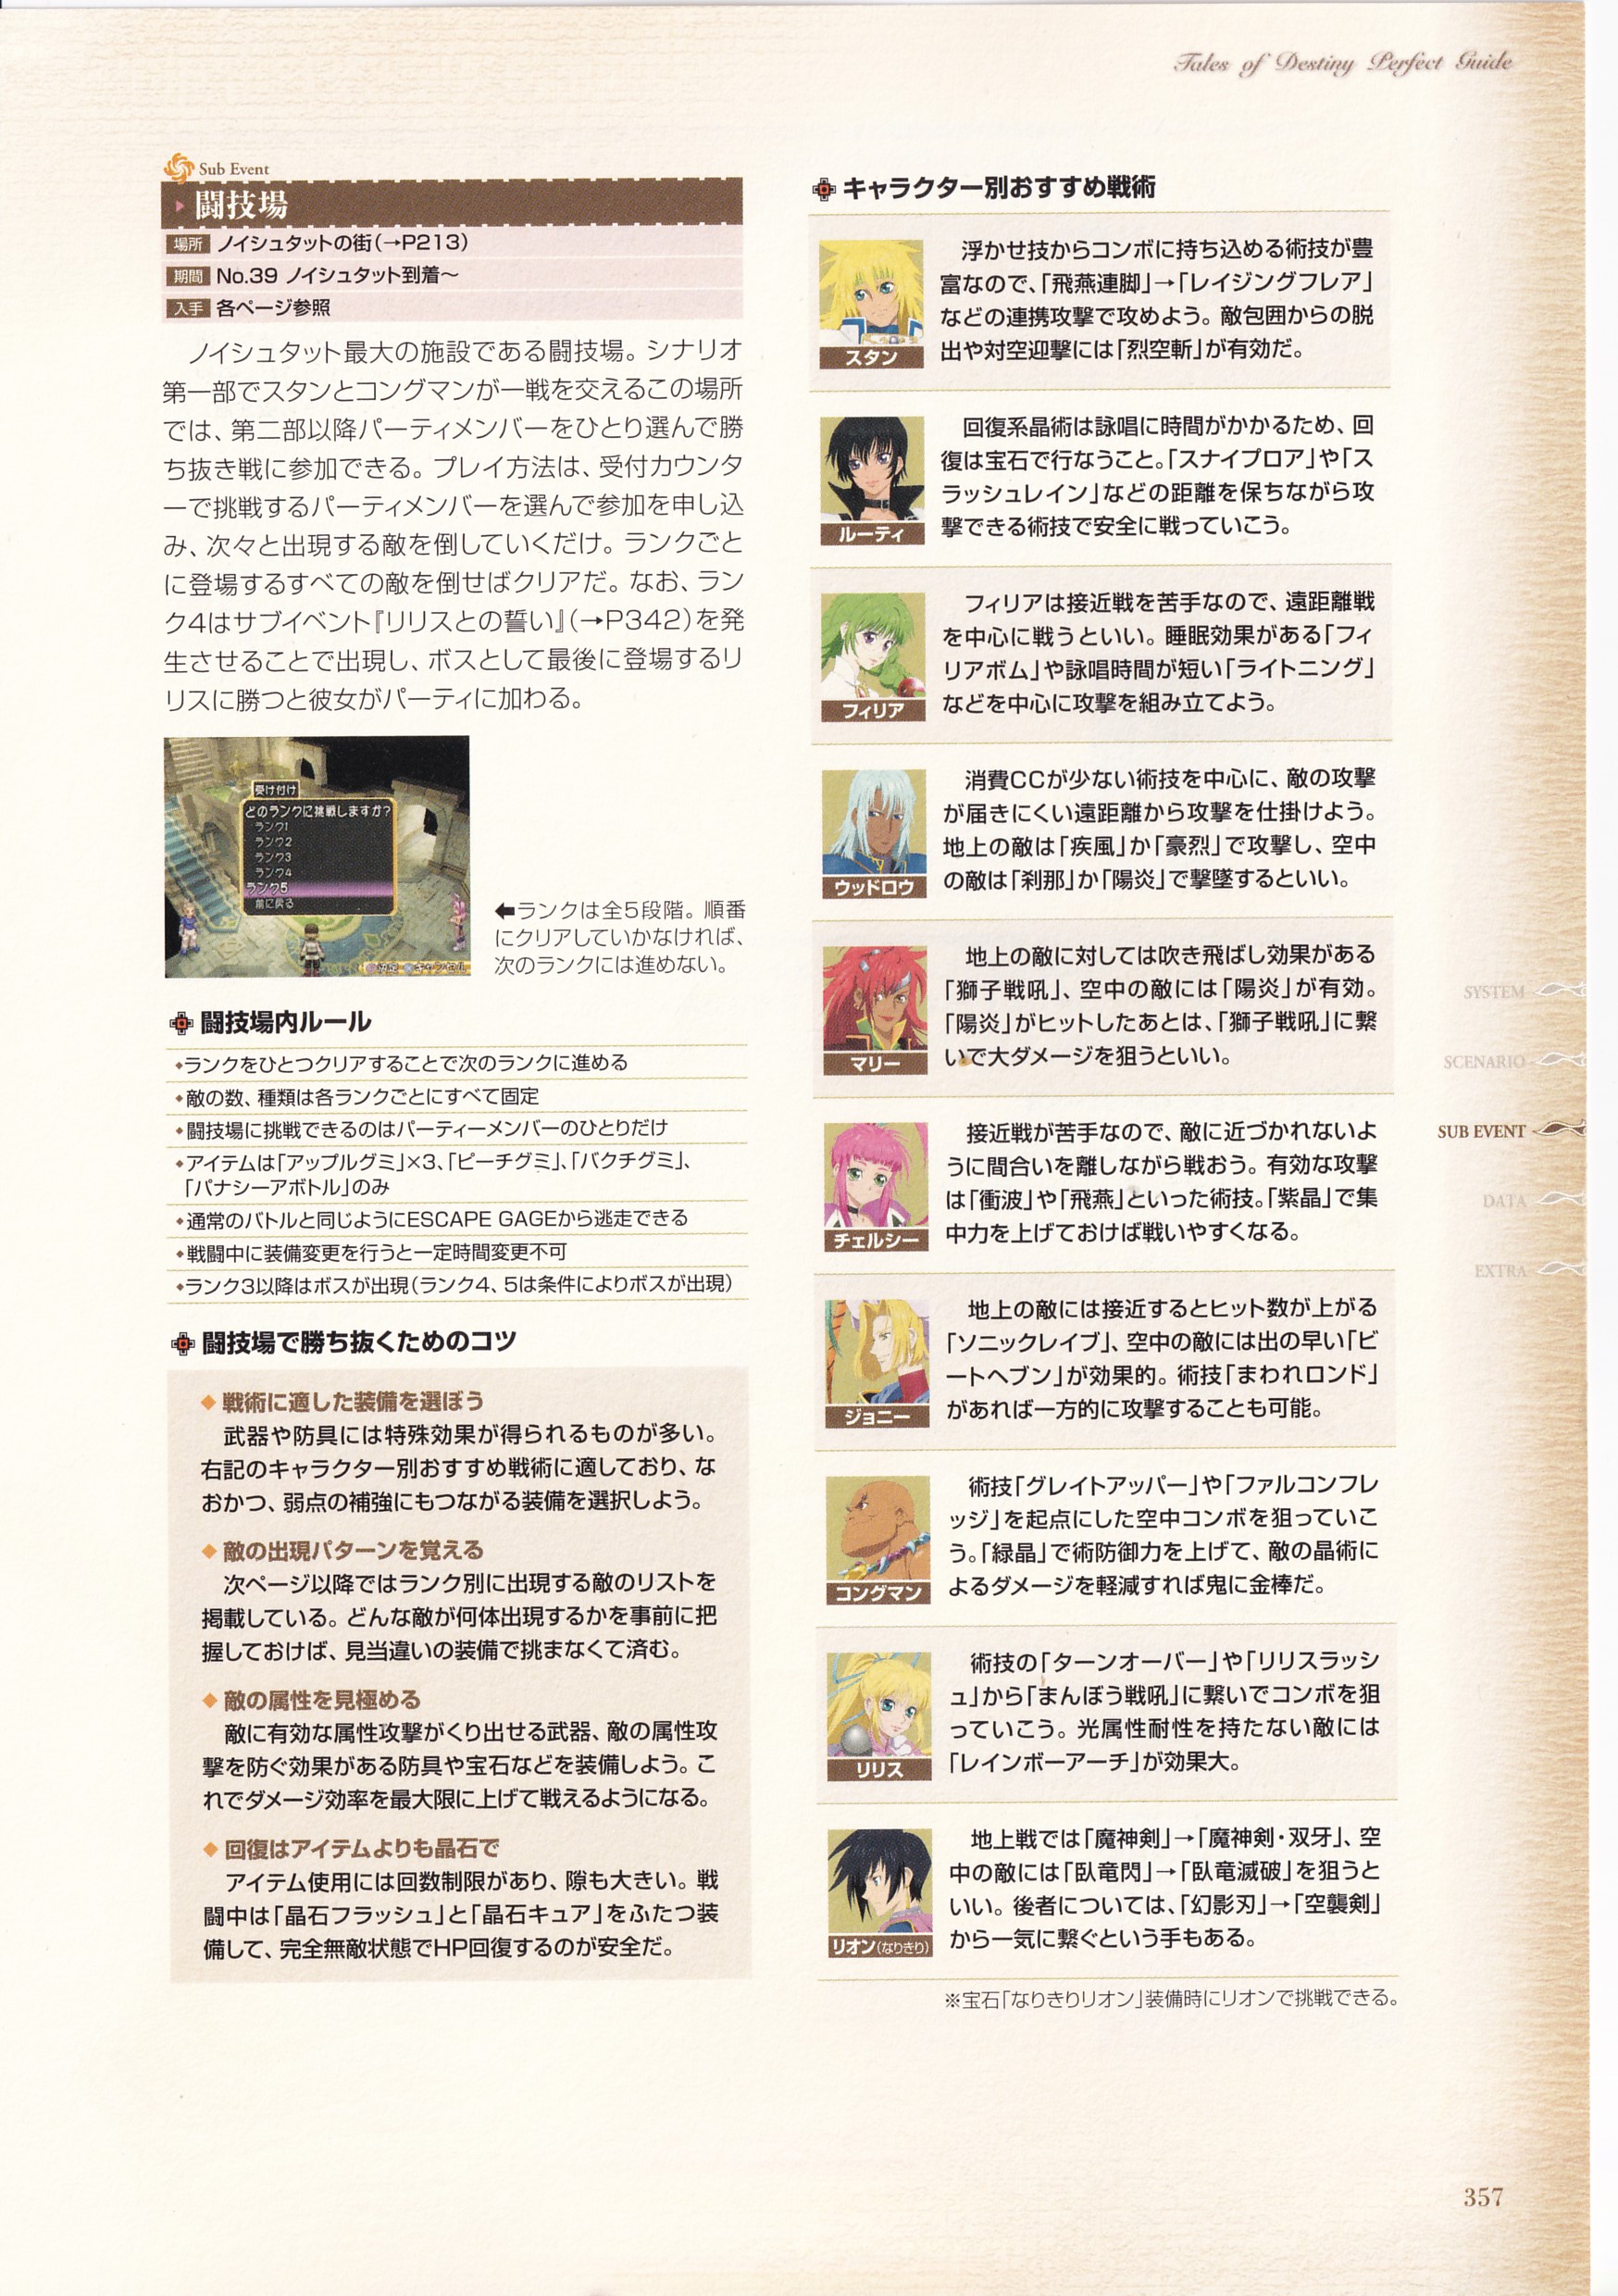 Tales of Destiny Perfect Guide
Sub Event
闘技場
場所 ノイシュタットの街(→P213)
期間 No.39 ノイシュタット到着～
入手 各ページ参照
ノイシュタット最大の施設である闘技場。シナリオ
第一部でスタンとコングマンが一戦を交えるこの場所
では、第二部以降パーティメンバーをひとり選んで勝
ち抜き戦に参加できる。プレイ方法は、受付カウンタ
ーで挑戦するパーティメンバーを選んで参加を申し込
み、次々と出現する敵を倒していくだけ。ランクごと
に登場するすべての敵を倒せばクリアだ。なお、ラン
ク4はサブイベント『リリスとの誓い』(→P342)を発
生させることで出現し、ボスとして最後に登場するリ
リスに勝つと彼女がパーティに加わる。
受け付け
どのランクに挑戦しますか?
ランク1
ランク2
ランク3
ランク4
ランク5
前に戻る
決定 キャンセル
←ランクは全5段階。順番
にクリアしていかなければ、
次のランクには進めない。
闘技場内ルール
◆ランクをひとつクリアすることで次のランクに進める
◆敵の数、種類は各ランクごとにすべて固定
◆闘技場に挑戦できるのはパーティーメンバーのひとりだけ
◆アイテムは「アップルグミ」×3、「ピーチグミ」、「バクチグミ」、
「パナシーアボトル」のみ
◆通常のバトルと同じようにESCAPE GAGEから逃走できる
◆戦闘中に装備変更を行うと一定時間変更不可
◆ランク3以降はボスが出現(ランク4、5は条件によりボスが出現)
闘技場で勝ち抜くためのコツ
◆戦術に適した装備を選ぼう
武器や防具には特殊効果が得られるものが多い。
右記のキャラクター別おすすめ戦術に適しており、な
おかつ、弱点の補強にもつながる装備を選択しよう。
◆敵の出現パターンを覚える
次ページ以降ではランク別に出現する敵のリストを
掲載している。どんな敵が何体出現するかを事前に把
握しておけば、見当違いの装備で挑まなくて済む。
◆敵の属性を見極める
敵に有効な属性攻撃がくり出せる武器、敵の属性攻
撃を防ぐ効果がある防具や宝石などを装備しよう。こ
れでダメージ効率を最大限に上げて戦えるようになる。
◆回復はアイテムよりも晶石で
アイテム使用には回数制限があり、隙も大きい。戦
闘中は「晶石フラッシュ」と「晶石キュア」をふたつ装
備して、完全無敵状態でHP回復するのが安全だ。
キャラクター別おすすめ戦術
スタン
浮かせ技からコンボに持ち込める術技が豊
富なので、「飛燕連脚」→「レイジングフレア」
などの連携攻撃で攻めよう。敵包囲からの脱
出や対空迎撃には「烈空斬」が有効だ。
ルーティ
回復系晶術は詠唱に時間がかかるため、回
復は宝石で行なうこと。「スナイプロア」や「ス
ラッシュレイン」などの距離を保ちながら攻
撃できる術技で安全に戦っていこう。
フィリア
フィリアは接近戦を苦手なので、遠距離戦
を中心に戦うといい。睡眠効果がある「フィ
リアボム」や詠唱時間が短い「ライトニング」
などを中心に攻撃を組み立てよう。
ウッドロウ
消費CCが少ない術技を中心に、敵の攻撃
が届きにくい遠距離から攻撃を仕掛けよう。
地上の敵は「疾風」か「豪烈」で攻撃し、空中
の敵は「刹那」か「陽炎」で撃墜するといい。
マリー
地上の敵に対しては吹き飛ばし効果がある
「獅子戦吼」、空中の敵には「陽炎」が有効。
「陽炎」がヒットしたあとは、「獅子戦吼」に繋
いで大ダメージを狙うといい。
チェルシー
接近戦が苦手なので、敵に近づかれないよ
うに間合いを離しながら戦おう。有効な攻撃
は「衝波」や「飛燕」といった術技。「紫晶」で集
中力を上げておけば戦いやすくなる。
ジョニー
地上の敵には接近するとヒット数が上がる
「ソニックレイブ」、空中の敵には出の早い「ビ
ートヘブン」が効果的。術技「まわれロンド」
があれば一方的に攻撃することも可能。
コングマン
術技「グレイトアッパー」や「ファルコンフレ
ッジ」を起点にした空中コンボを狙っていこ
う。「緑晶」で術防御力を上げて、敵の晶術に
よるダメージを軽減すれば鬼に金棒だ。
リリス
術技の「ターンオーバー」や「リリスラッシ
ュ」から「まんぼう戦吼」に繋いでコンボを狙
っていこう。光属性耐性を持たない敵には
「レインボーアーチ」が効果大。
リオン(なりきり)
地上戦では「魔神剣」→「魔神剣・双牙」、空
中の敵には「臥竜閃」→「臥竜滅破」を狙うと
いい。後者については、「幻影刃」→「空襲剣」
から一気に繋ぐという手もある。
※宝石「なりきりリオン」装備時にリオンで挑戦できる。
SYSTEM
SCENARIO
SUB EVENT
DATA
EXTRA
357